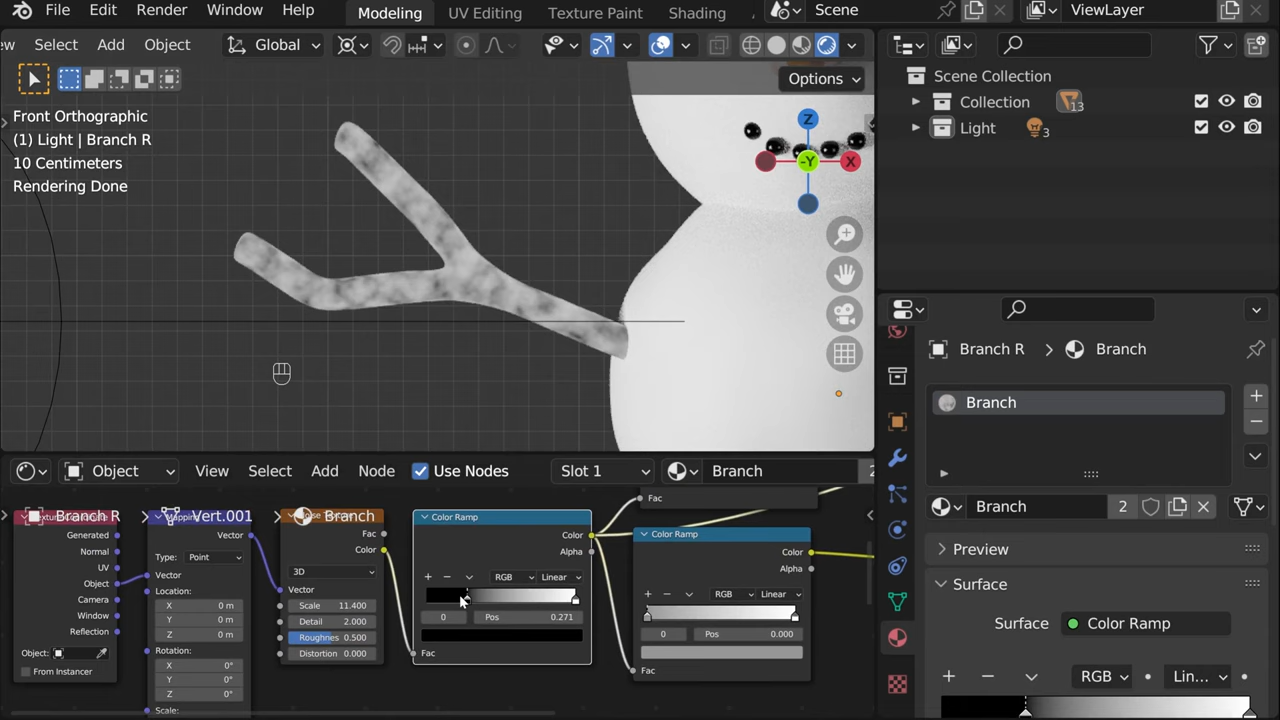 File Edit Render Window Help Modeling UV Editing Texture Paint Shading Scene ViewLayer
Select Add Object Global
Options
Front Orthographic
(1) Light | Branch R
10 Centimeters
Rendering Done
Z
-Y
X
Scene Collection
Collection 13
Light 3
Branch R > Branch
Branch
Branch 2
Preview
Surface
Surface Color Ramp
RGB Lin...
Object View Select Add Node Use Nodes Slot 1 Branch
Branch R > Vert.001 > Branch
Generated
Normal
UV
Object
Camera
Window
Reflection
Object:
From Instancer
Vector
Type: Point
Vector
Location:
X 0 m
Y 0 m
Z 0 m
Rotation:
X 0°
Y 0°
Z 0°
Scale:
Fac
Color
3D
Vector
Scale 11.400
Detail 2.000
Roughness 0.500
Distortion 0.000
Color Ramp
Color
Alpha
RGB Linear
0 Pos 0.271
Fac
Fac
Color Ramp
Color
Alpha
RGB Linear
0 Pos 0.000
Fac